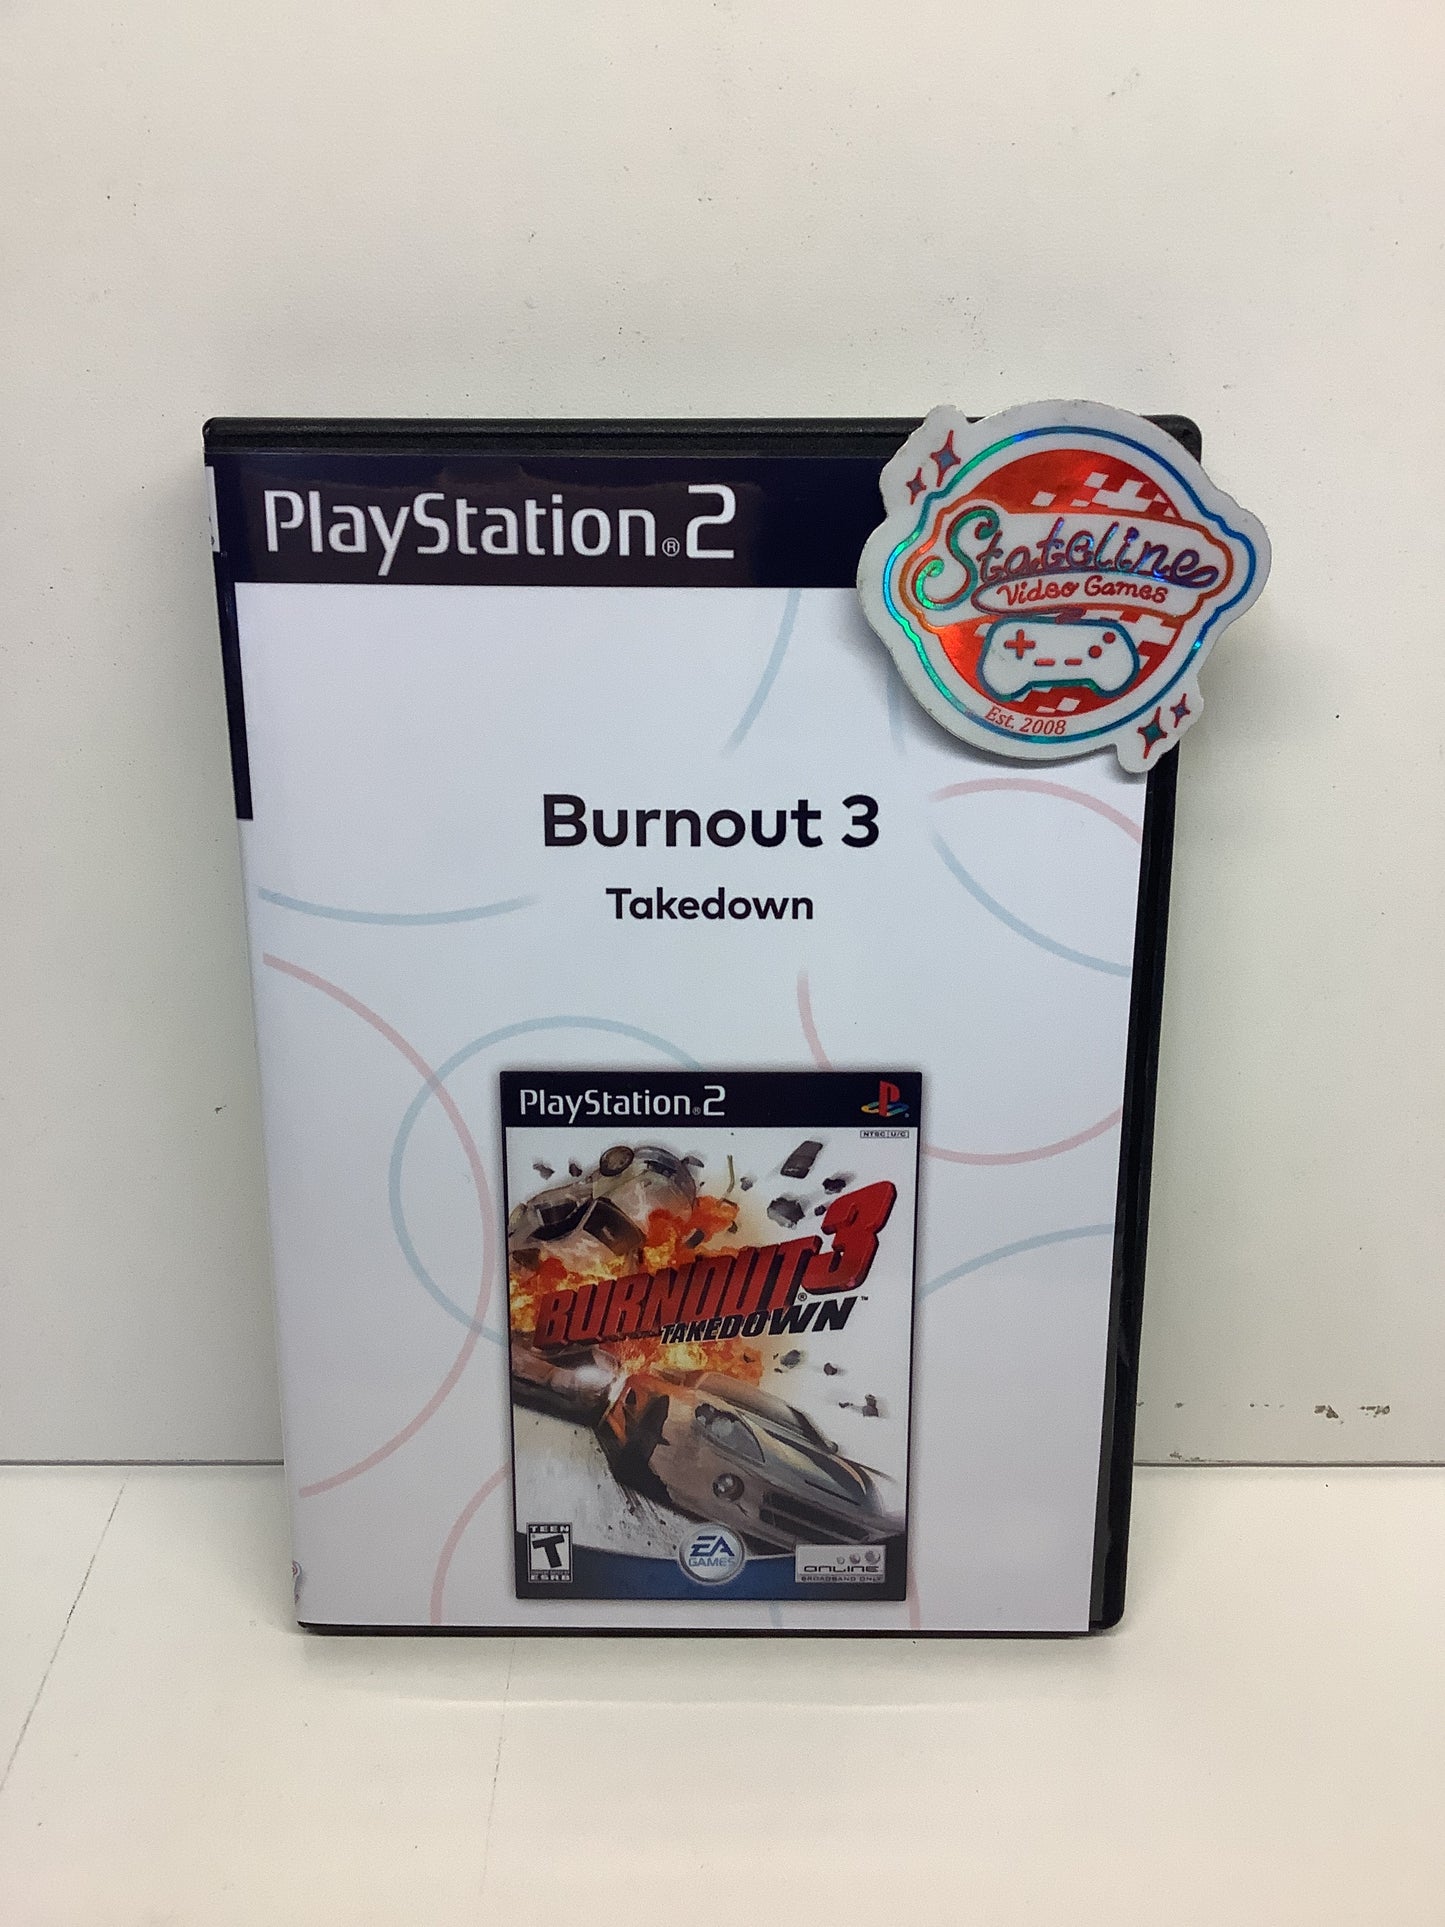 PlayStation®2
Stateline
Video Games
Est. 2008
Burnout 3
Takedown
PlayStation®2
NTSC U/C
BURNOUT® 3
TAKEDOWN™
TEEN
T
ESRB
EA
GAMES
ONLINE
BROADBAND ONLY